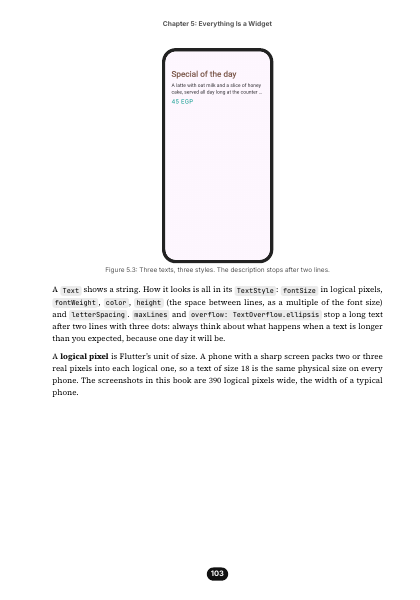 Chapter 5: Everything Is a Widget
Special of the day
A latte with oat milk and a slice of honey
cake, served all day long at the counter ...
45 EGP
Figure 5.3: Three texts, three styles. The description stops after two lines.
A Text shows a string. How it looks is all in its TextStyle: fontSize in logical pixels,
fontWeight, color, height (the space between lines, as a multiple of the font size)
and letterSpacing. maxLines and overflow: TextOverflow.ellipsis stop a long text
after two lines with three dots: always think about what happens when a text is longer
than you expected, because one day it will be.
A logical pixel is Flutter's unit of size. A phone with a sharp screen packs two or three
real pixels into each logical one, so a text of size 18 is the same physical size on every
phone. The screenshots in this book are 390 logical pixels wide, the width of a typical
phone.
103